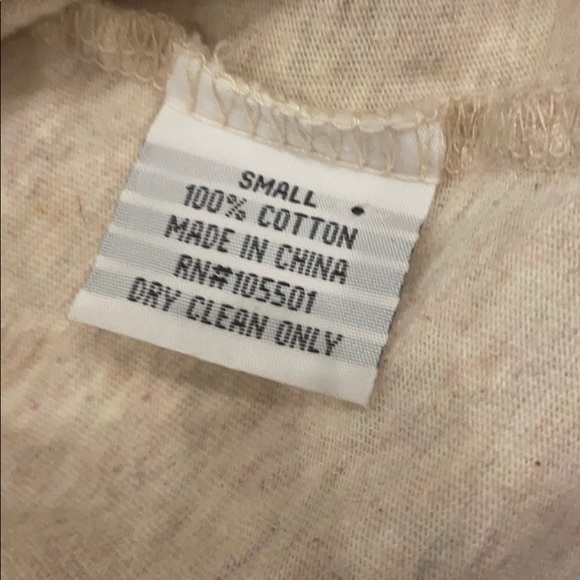 SMALL
100% COTTON
MADE IN CHINA
RN#105501
DRY CLEAN ONLY